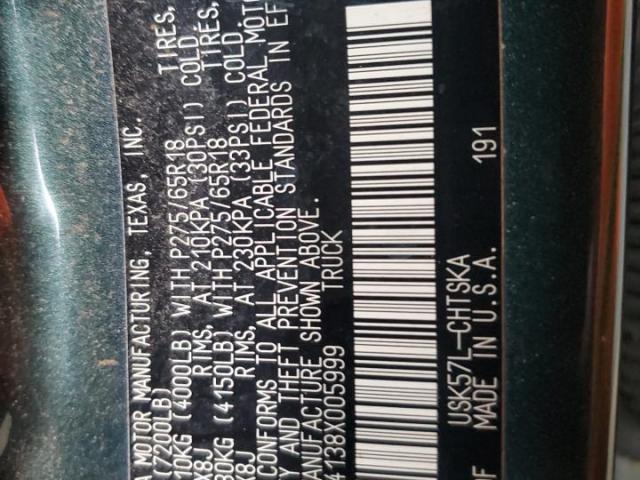 A MOTOR MANUFACTURING, TEXAS, INC.
(7200LB)
10KG (4000LB) WITH P275/65R18 TIRES,
X8J RIMS, AT 210KPA (30PSI) COLD
80KG (4150LB) WITH P275/65R18 TIRES,
X8J RIMS, AT 230KPA (33PSI) COLD
CONFORMS TO ALL APPLICABLE FEDERAL MOTO
Y AND THEFT PREVENTION STANDARDS IN EF
ANUFACTURE SHOWN ABOVE.
4138X005999 TRUCK
USK57L-CHTSKA
OF MADE IN U.S.A. 191